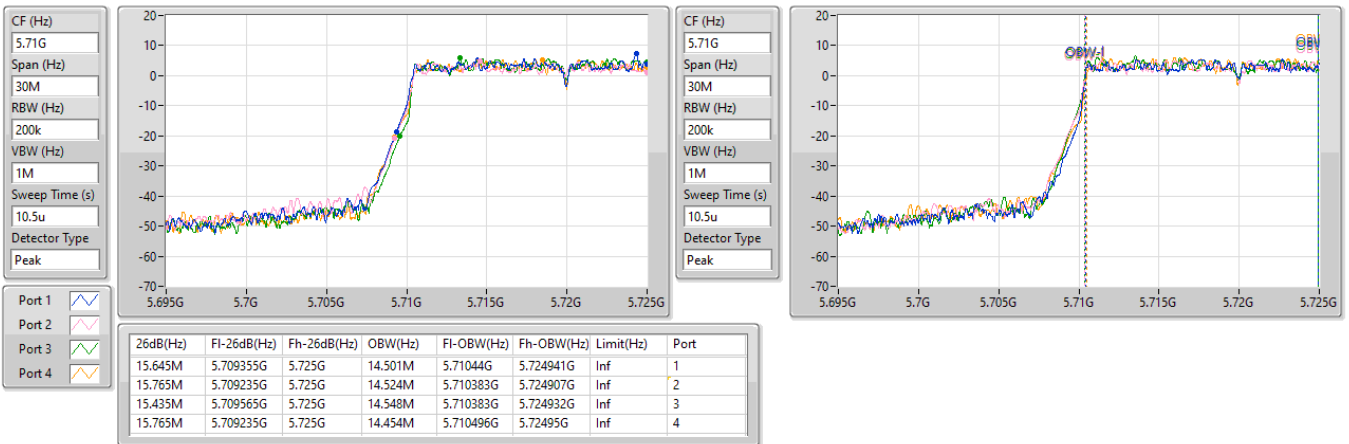 CF (Hz)
5.71G
Span (Hz)
30M
RBW (Hz)
200k
VBW (Hz)
1M
Sweep Time (s)
10.5u
Detector Type
Peak
20
10
0
-10
-20
-30
-40
-50
-60
-70
5.695G 5.7G 5.705G 5.71G 5.715G 5.72G 5.725G
CF (Hz)
5.71G
Span (Hz)
30M
RBW (Hz)
200k
VBW (Hz)
1M
Sweep Time (s)
10.5u
Detector Type
Peak
20
10
0
-10
-20
-30
-40
-50
-60
-70
OBW-l
OBV
5.695G 5.7G 5.705G 5.71G 5.715G 5.72G 5.725G
Port 1
Port 2
Port 3
Port 4
26dB(Hz) Fl-26dB(Hz) Fh-26dB(Hz) OBW(Hz) Fl-OBW(Hz) Fh-OBW(Hz) Limit(Hz) Port
15.645M 5.709355G 5.725G 14.501M 5.71044G 5.724941G Inf 1
15.765M 5.709235G 5.725G 14.524M 5.710383G 5.724907G Inf 2
15.435M 5.709565G 5.725G 14.548M 5.710383G 5.724932G Inf 3
15.765M 5.709235G 5.725G 14.454M 5.710496G 5.72495G Inf 4